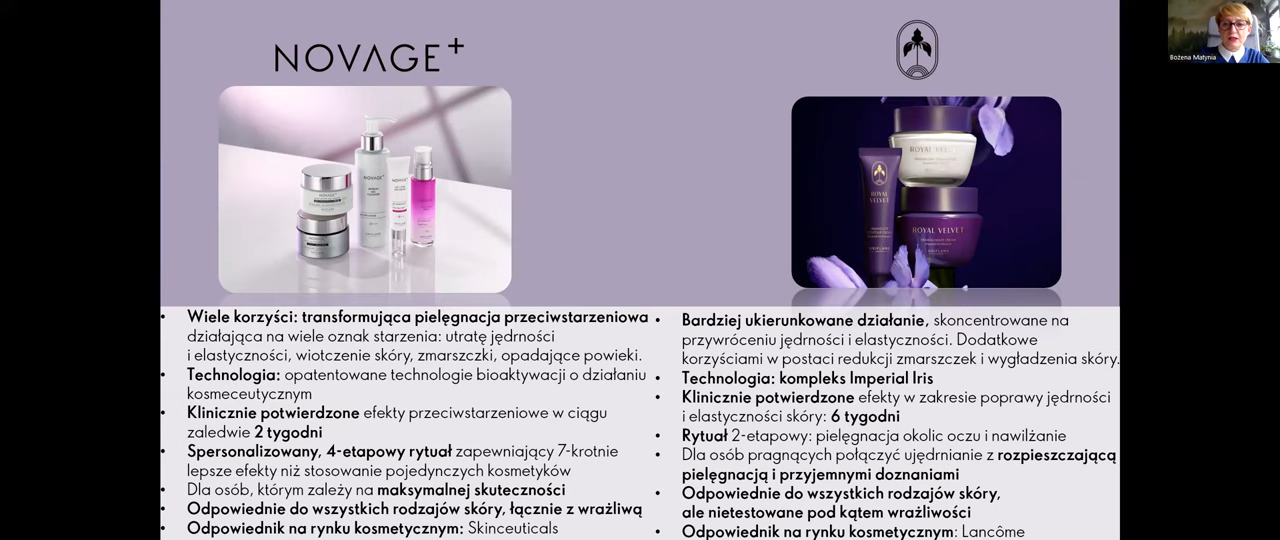 NOVAGE+
NOVAGE+
NOVAGE+
ROYAL VELVET
ROYAL
VELVET
ROYAL VELVET
Bożena Matynia
• Wiele korzyści: transformująca pielęgnacja przeciwstarzeniowa
działająca na wiele oznak starzenia: utratę jędrności
i elastyczności, wiotczenie skóry, zmarszczki, opadające powieki.
• Technologia: opatentowane technologie bioaktywacji o działaniu
kosmeceutycznym
• Klinicznie potwierdzone efekty przeciwstarzeniowe w ciągu
zaledwie 2 tygodni
• Spersonalizowany, 4-etapowy rytuał zapewniający 7-krotnie
lepsze efekty niż stosowanie pojedynczych kosmetyków
• Dla osób, którym zależy na maksymalnej skuteczności
• Odpowiednie do wszystkich rodzajów skóry, łącznie z wrażliwą
• Odpowiednik na rynku kosmetycznym: Skinceuticals
• Bardziej ukierunkowane działanie, skoncentrowane na
przywróceniu jędrności i elastyczności. Dodatkowe
korzyściami w postaci redukcji zmarszczek i wygładzenia skóry.
• Technologia: kompleks Imperial Iris
• Klinicznie potwierdzone efekty w zakresie poprawy jędrności
i elastyczności skóry: 6 tygodni
• Rytuał 2-etapowy: pielęgnacja okolic oczu i nawilżanie
• Dla osób pragnących połączyć ujędrnianie z rozpieszczającą
pielęgnacją i przyjemnymi doznaniami
• Odpowiednie do wszystkich rodzajów skóry,
ale nietestowane pod kątem wrażliwości
• Odpowiednik na rynku kosmetycznym: Lancôme